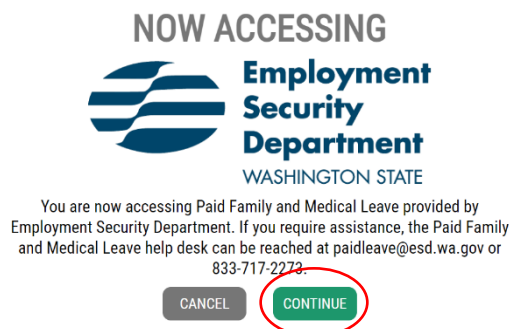 NOW ACCESSING
Employment
Security
Department
WASHINGTON STATE
You are now accessing Paid Family and Medical Leave provided by
Employment Security Department. If you require assistance, the Paid Family
and Medical Leave help desk can be reached at paidleave@esd.wa.gov or
833-717-2273.
CANCEL CONTINUE